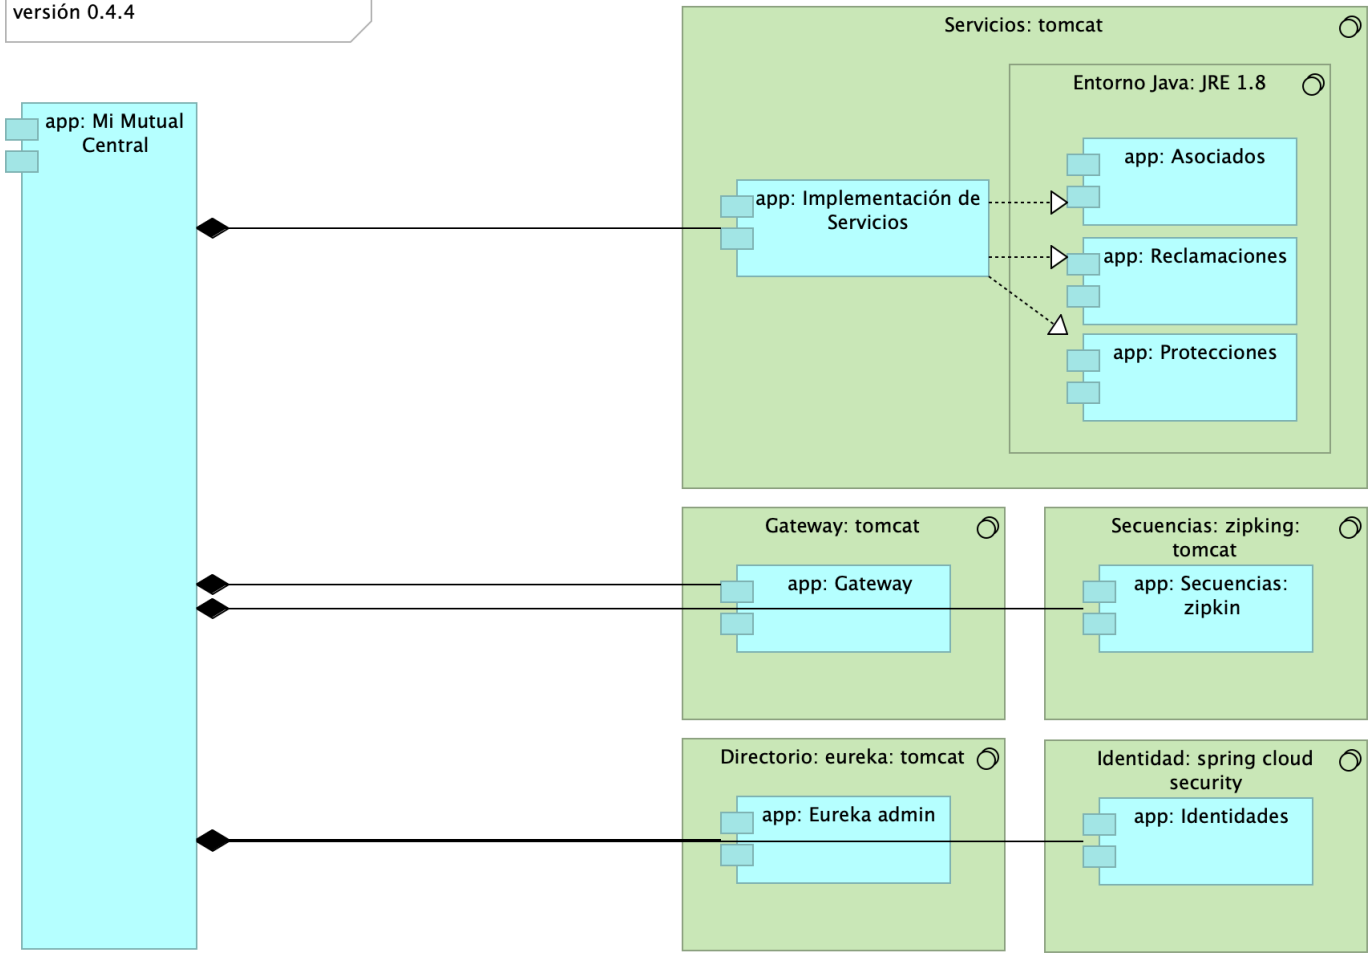 versión 0.4.4
Servicios: tomcat
Entorno Java: JRE 1.8
app: Mi Mutual
Central
app: Asociados
app: Implementación de
Servicios
app: Reclamaciones
app: Protecciones
Gateway: tomcat
Secuencias: zipking:
tomcat
app: Gateway
app: Secuencias:
zipkin
Directorio: eureka: tomcat
Identidad: spring cloud
security
app: Eureka admin
app: Identidades